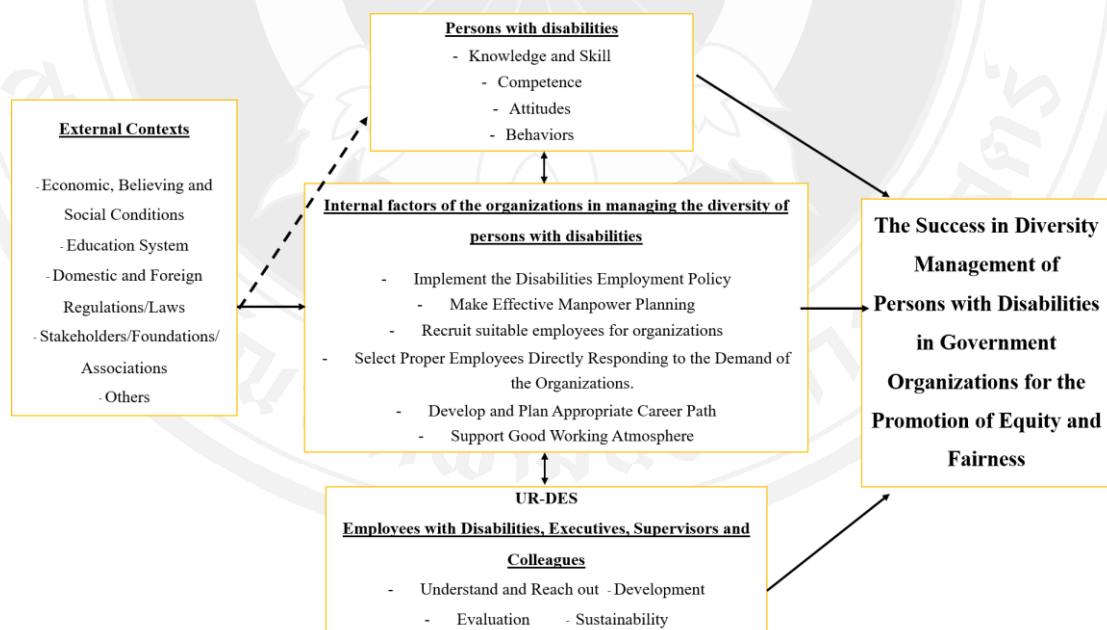 Persons with disabilities
- Knowledge and Skill
- Competence
- Attitudes
- Behaviors
External Contexts
- Economic, Believing and
Social Conditions
- Education System
- Domestic and Foreign
Regulations/Laws
- Stakeholders/Foundations/
Associations
- Others
Internal factors of the organizations in managing the diversity of
persons with disabilities
- Implement the Disabilities Employment Policy
- Make Effective Manpower Planning
- Recruit suitable employees for organizations
- Select Proper Employees Directly Responding to the Demand of
the Organizations.
- Develop and Plan Appropriate Career Path
- Support Good Working Atmosphere
UR-DES
Employees with Disabilities, Executives, Supervisors and
Colleagues
- Understand and Reach out - Development
- Evaluation - Sustainability
The Success in Diversity
Management of
Persons with Disabilities
in Government
Organizations for the
Promotion of Equity and
Fairness